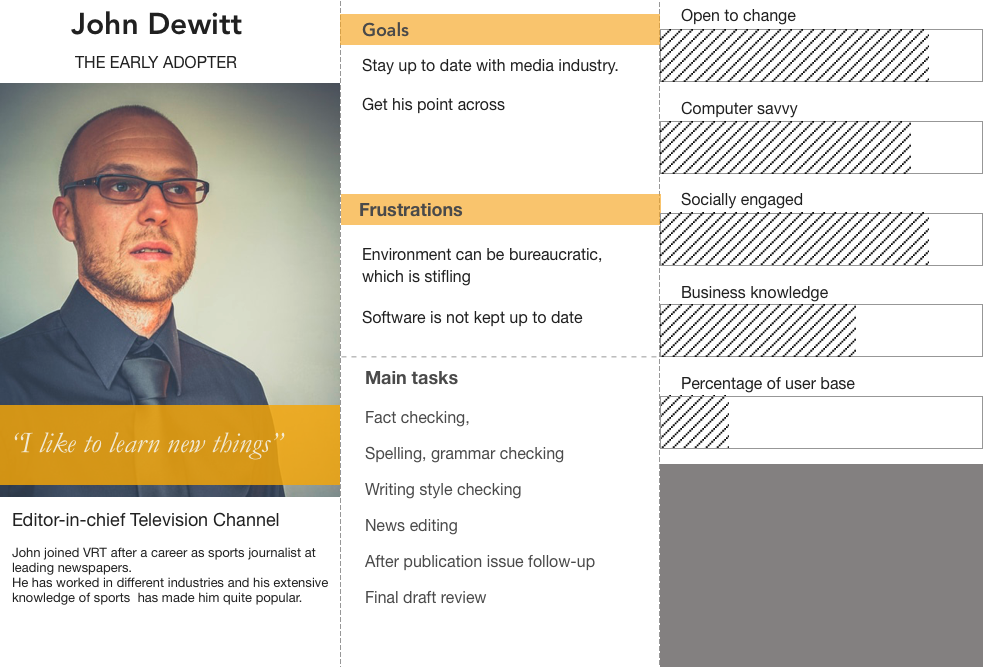 John Dewitt
THE EARLY ADOPTER
“I like to learn new things”
Editor-in-chief Television Channel
John joined VRT after a career as sports journalist at
leading newspapers.
He has worked in different industries and his extensive
knowledge of sports  has made him quite popular.
Goals
Stay up to date with media industry.
Get his point across
Frustrations
Environment can be bureaucratic,
which is stifling
Software is not kept up to date
Main tasks
Fact checking,
Spelling, grammar checking
Writing style checking
News editing
After publication issue follow-up
Final draft review
Open to change
Computer savvy
Socially engaged
Business knowledge
Percentage of user base